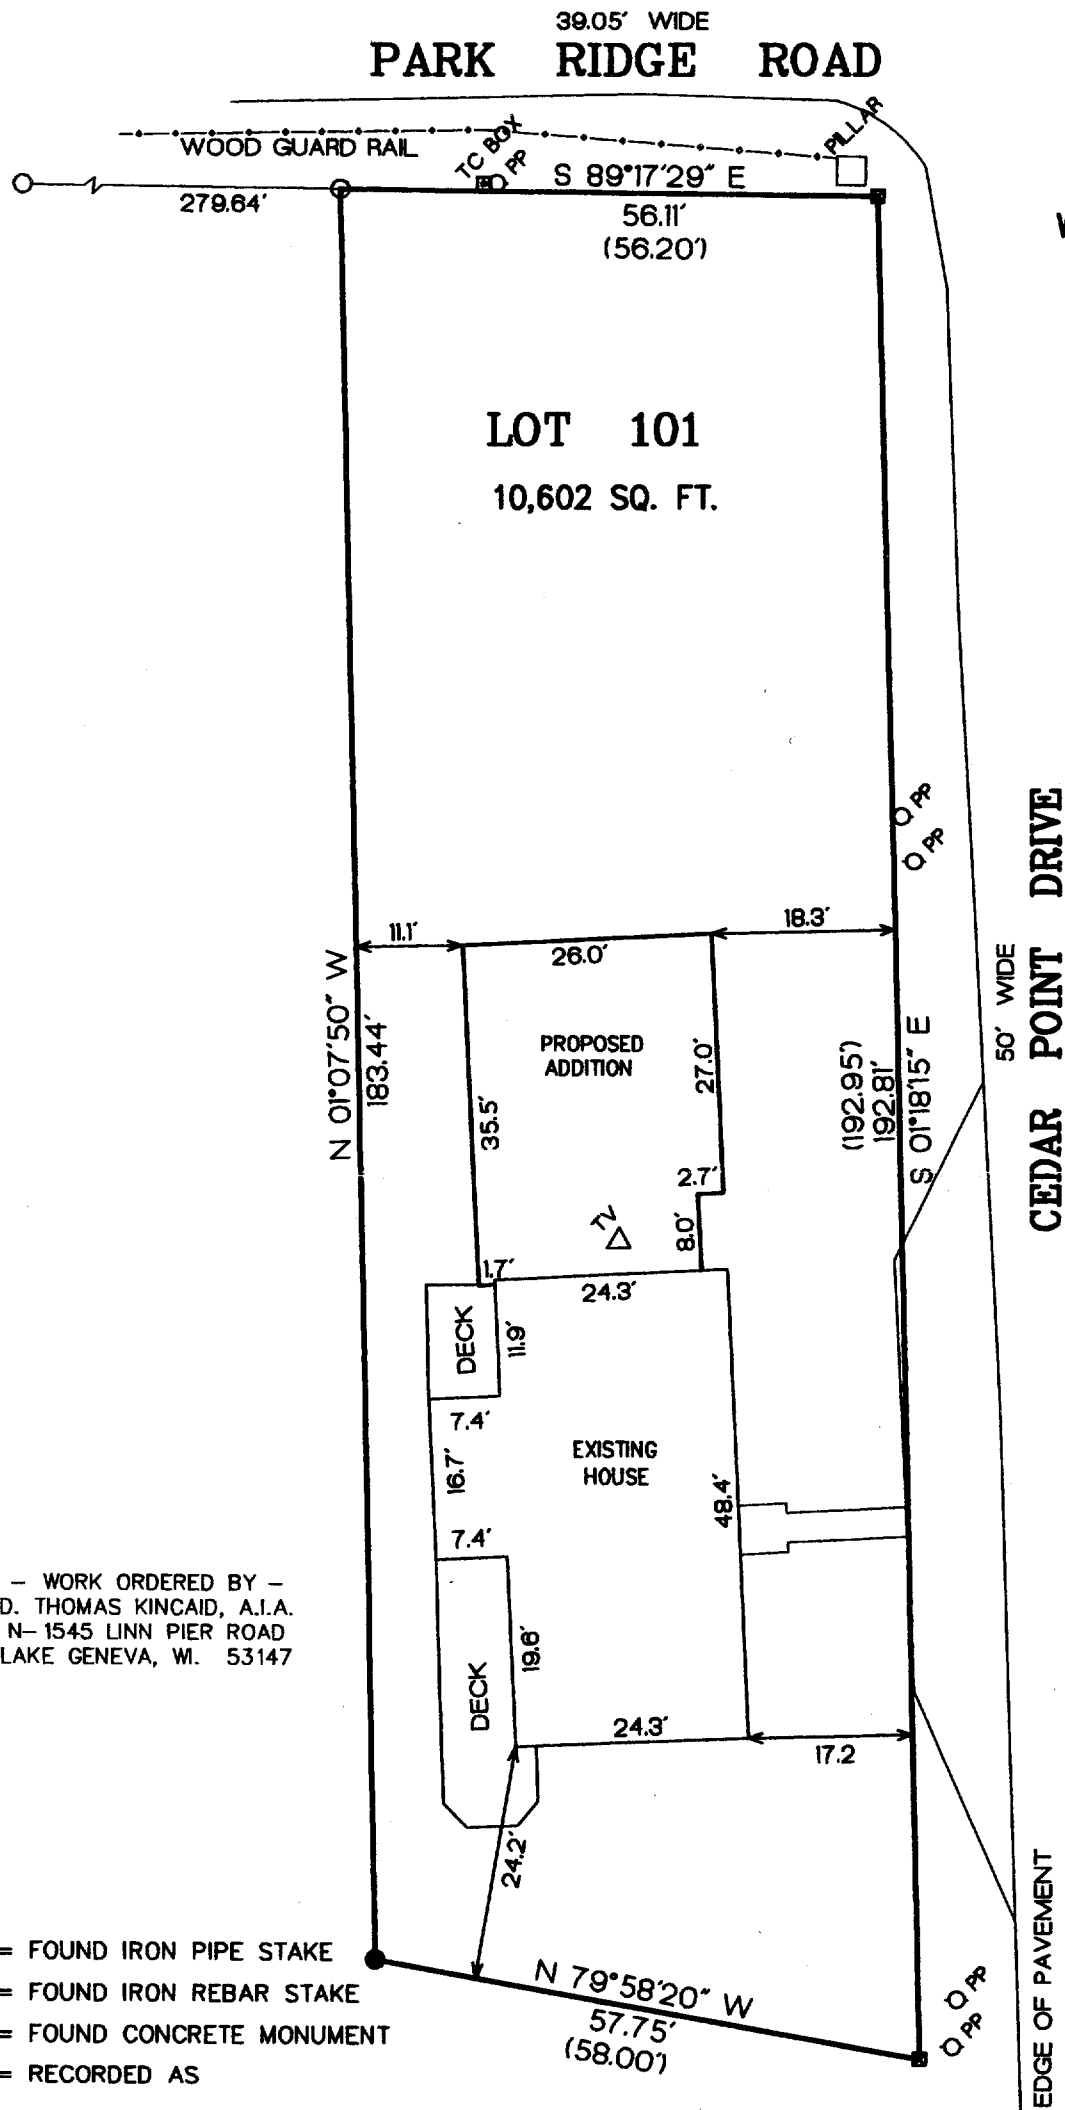 39.05' WIDE
PARK RIDGE ROAD
WOOD GUARD RAIL
TC BOX
PP
PILLAR
279.64'
S 89°17'29" E
56.11'
(56.20')
LOT 101
10,602 SQ. FT.
PP
PP
11.1'
26.0'
18.3'
N 01°07'50" W
183.44'
PROPOSED
ADDITION
35.5'
27.0'
2.7'
8.0'
TV
(192.95')
192.81'
S 01°18'15" E
50' WIDE
CEDAR POINT DRIVE
1.7'
24.3'
DECK
11.9'
7.4'
16.7'
EXISTING
HOUSE
48.4'
7.4'
DECK
19.6'
24.3'
17.2
24.2'
– WORK ORDERED BY –
D. THOMAS KINCAID, A.I.A.
N–1545 LINN PIER ROAD
LAKE GENEVA, WI. 53147
N 79°58'20" W
57.75'
(58.00')
PP
PP
EDGE OF PAVEMENT
= FOUND IRON PIPE STAKE
= FOUND IRON REBAR STAKE
= FOUND CONCRETE MONUMENT
= RECORDED AS